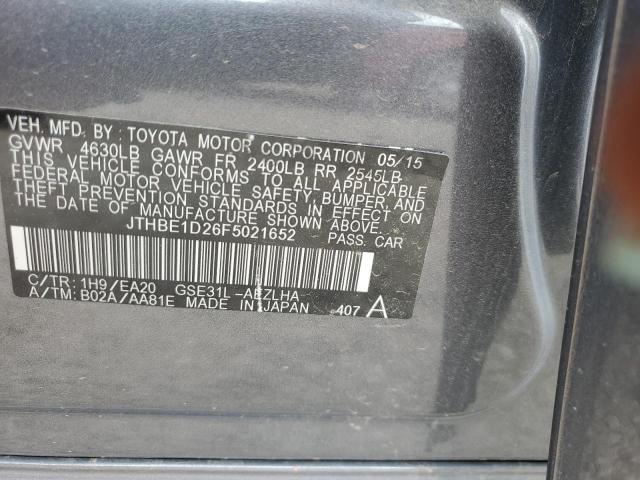 VEH. MFD. BY : TOYOTA MOTOR CORPORATION 05/15
GVWR 4630LB GAWR FR 2400LB RR 2545LB
THIS VEHICLE CONFORMS TO ALL APPLICABLE
FEDERAL MOTOR VEHICLE SAFETY, BUMPER, AND
THEFT PREVENTION STANDARDS IN EFFECT ON
THE DATE OF MANUFACTURE SHOWN ABOVE.
JTHBE1D26F5021652 PASS. CAR
C/TR: 1H9/EA20 GSE31L-AEZLHA
A/TM: B02A/AA81E MADE IN JAPAN 407 A